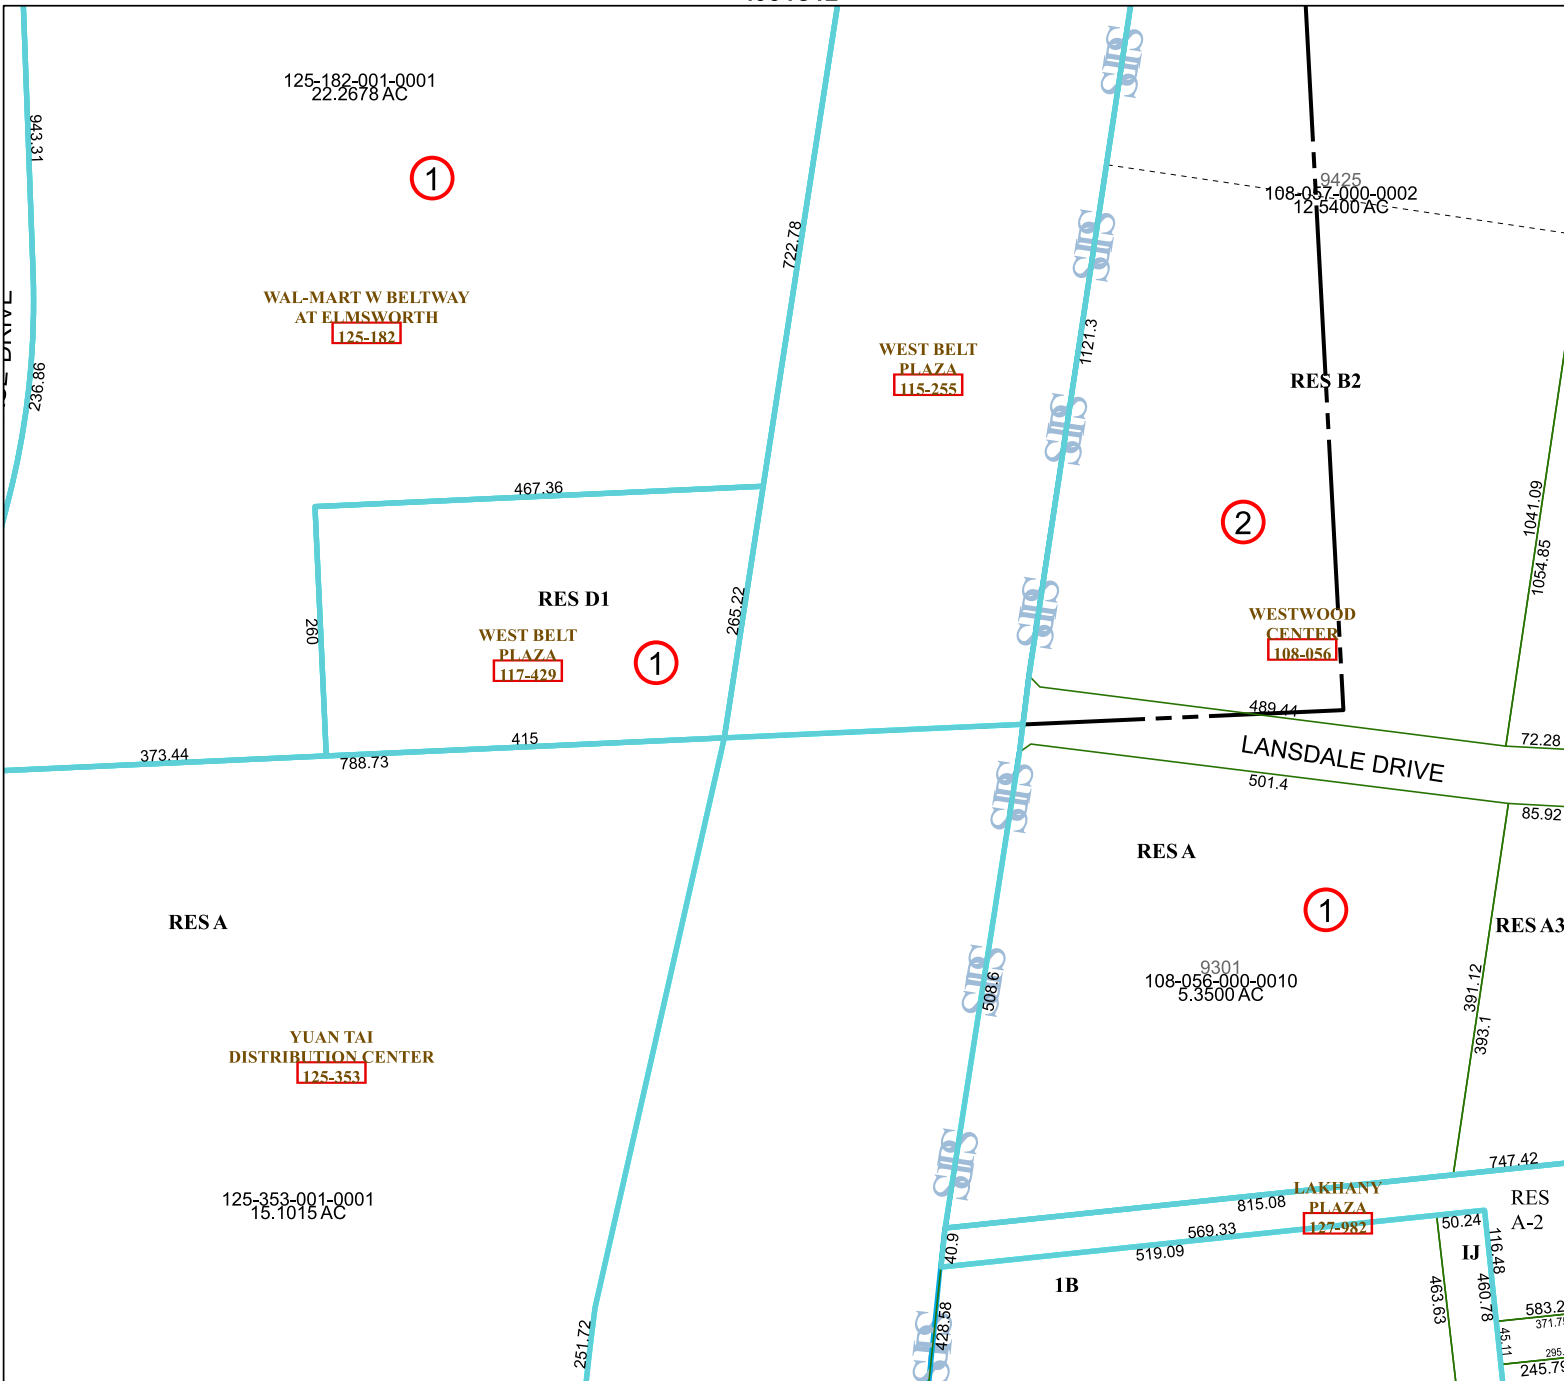 125-182-001-0001
22.2678 AC
1
943.31
236.86
WAL-MART W BELTWAY
AT ELMSWORTH
125-182
722.78
WEST BELT
PLAZA
115-255
1121.3
9425
108-057-000-0002
12.5400 AC
RES B2
2
1041.09
1054.85
WESTWOOD
CENTER
108-056
467.36
260
RES D1
265.22
WEST BELT
PLAZA
117-429
1
373.44
788.73
415
489.44
LANSDALE DRIVE
72.28
501.4
85.92
RES A
RES A
1
RES A3
9301
108-056-000-0010
5.3500 AC
508.6
391.12
393.1
YUAN TAI
DISTRIBUTION CENTER
125-353
125-353-001-0001
15.1015 AC
747.42
LAKHANY
PLAZA
127-982
815.08
569.33
519.09
40.9
50.24
RES
A-2
116.48
IJ
1B
463.63
460.78
428.58
251.72
583.2
45.11
245.79
DRIVE